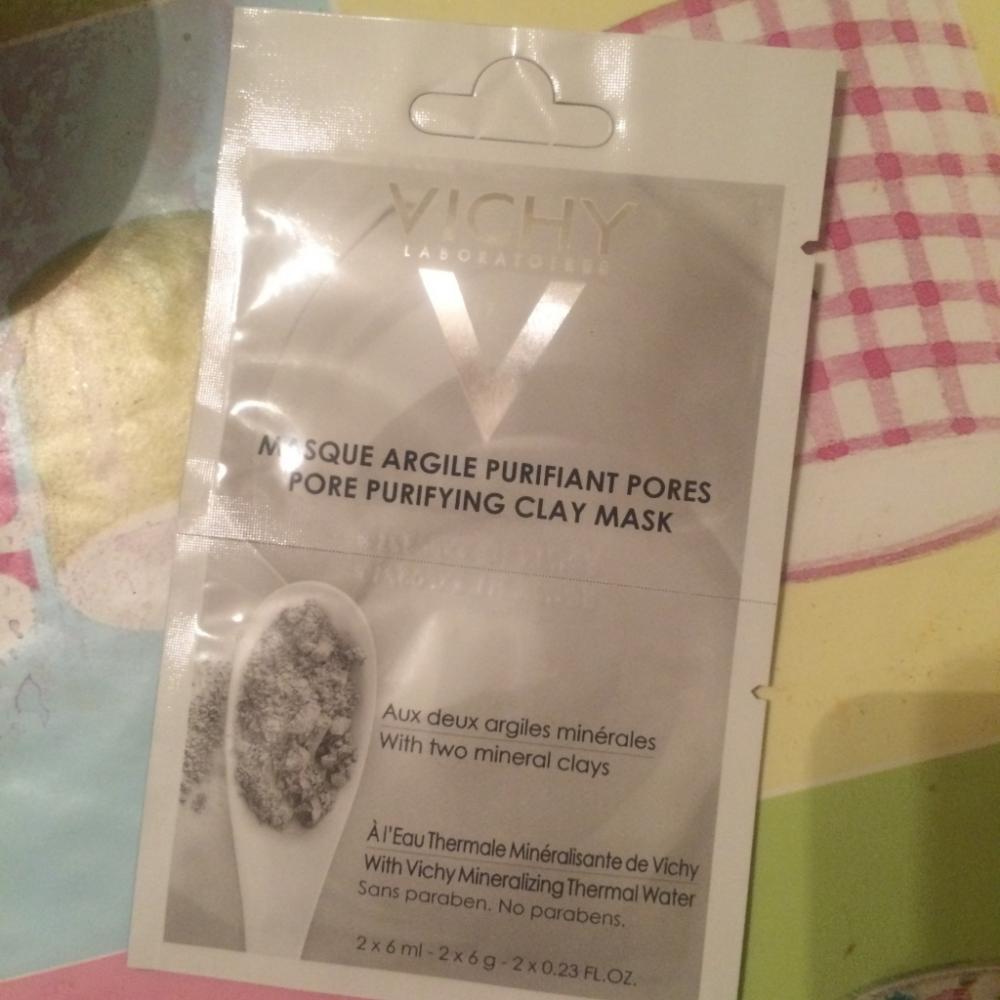 VICHY
LABORATOIRES
MASQUE ARGILE PURIFIANT PORES
PORE PURIFYING CLAY MASK
Aux deux argiles minérales
With two mineral clays
À l'Eau Thermale Minéralisante de Vichy
With Vichy Mineralizing Thermal Water
Sans paraben. No parabens.
2 x 6 ml - 2 x 6 g - 2 x 0.23 FL.OZ.